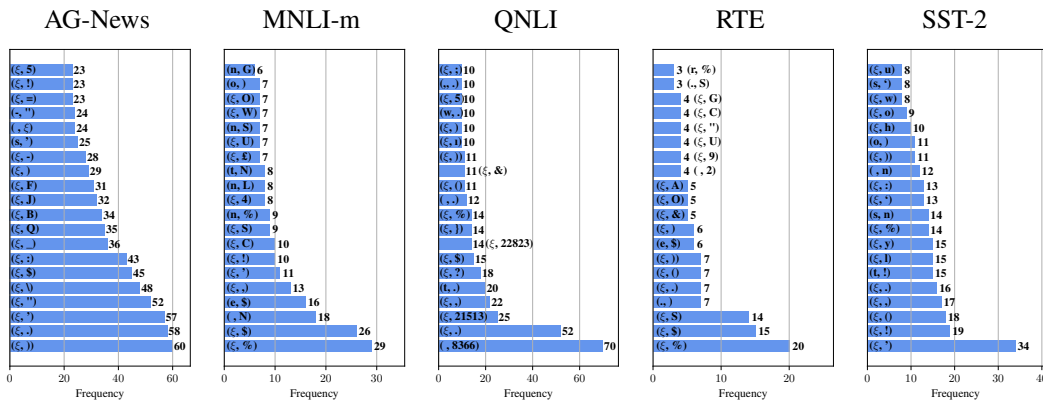 AG-News
(ξ, 5) 23
(ξ, !) 23
(ξ, =) 23
(-, ") 24
( , ξ) 24
(s, ’) 25
(ξ, -) 28
(ξ, ) 29
(ξ, F) 31
(ξ, J) 32
(ξ, B) 34
(ξ, Q) 35
(ξ, _) 36
(ξ, :) 43
(ξ, $) 45
(ξ, \) 48
(ξ, ") 52
(ξ, ’) 57
(ξ, .) 58
(ξ, )) 60
0 20 40 60
Frequency
MNLI-m
(n, G) 6
(o, ) 7
(ξ, O) 7
(ξ, W) 7
(n, S) 7
(ξ, U) 7
(ξ, £) 7
(t, N) 8
(n, L) 8
(ξ, 4) 8
(n, %) 9
(ξ, S) 9
(ξ, C) 10
(ξ, !) 10
(ξ, ’) 11
(ξ, ,) 13
(e, $) 16
( , N) 18
(ξ, $) 26
(ξ, %) 29
0 10 20 30
Frequency
QNLI
(ξ, ;) 10
(,, .) 10
(ξ, 5) 10
(w, .) 10
(ξ, ) 10
(ξ, ı) 10
(ξ, )) 11
11 (ξ, &)
(ξ, () 11
( , .) 12
(ξ, %) 14
(ξ, }) 14
14 (ξ, 22823)
(ξ, $) 15
(ξ, ?) 18
(t, .) 20
(ξ, ,) 22
(ξ, 21513) 25
(ξ, .) 52
( , 8366) 70
0 20 40 60
Frequency
RTE
3 (r, %)
3 (., S)
4 (ξ, G)
4 (ξ, C)
4 (ξ, ")
4 (ξ, U)
4 (ξ, 9)
4 ( , 2)
(ξ, A) 5
(ξ, O) 5
(ξ, &) 5
(ξ, ) 6
(e, $) 6
(ξ, )) 7
(ξ, () 7
(ξ, .) 7
(., ) 7
(ξ, S) 14
(ξ, $) 15
(ξ, %) 20
0 10 20
Frequency
SST-2
(ξ, u) 8
(s, ‘) 8
(ξ, w) 8
(ξ, o) 9
(ξ, h) 10
(o, ) 11
(ξ, )) 11
( , n) 12
(ξ, :) 13
(ξ, ‘) 13
(s, n) 14
(ξ, %) 14
(ξ, y) 15
(ξ, l) 15
(t, !) 15
(ξ, .) 16
(ξ, ,) 17
(ξ, () 18
(ξ, !) 19
(ξ, ’) 34
0 10 20 30 40
Frequency